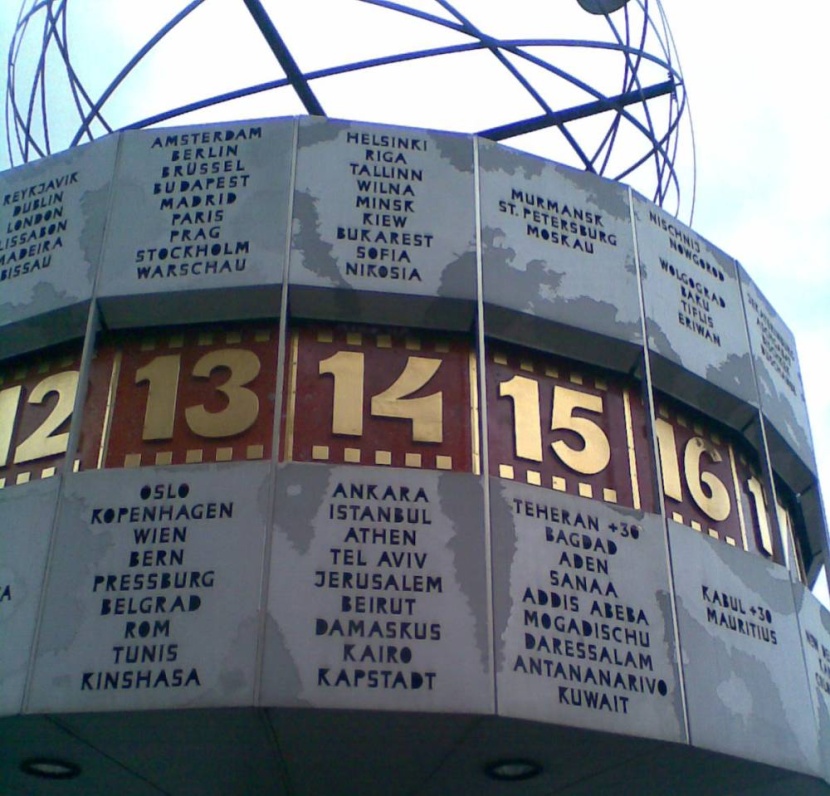 REYKJAVIK
DUBLIN
LONDON
LISSABON
MADEIRA
BISSAU
AMSTERDAM
BERLIN
BRÜSSEL
BUDAPEST
MADRID
PARIS
PRAG
STOCKHOLM
WARSCHAU
HELSINKI
RIGA
TALLINN
WILNA
MINSK
KIEW
BUKAREST
SOFIA
NIKOSIA
MURMANSK
ST. PETERSBURG
MOSKAU
NISCHNIJ
NOWGOROD
WOLGOGRAD
BAKU
TIFLIS
ERIWAN
12
13
14
15
16
OSLO
KOPENHAGEN
WIEN
BERN
PRESSBURG
BELGRAD
ROM
TUNIS
KINSHASA
ANKARA
ISTANBUL
ATHEN
TEL AVIV
JERUSALEM
BEIRUT
DAMASKUS
KAIRO
KAPSTADT
TEHERAN +30
BAGDAD
ADEN
SANAA
ADDIS ABEBA
MOGADISCHU
DARESSALAM
ANTANANARIVO
KUWAIT
KABUL +30
MAURITIUS